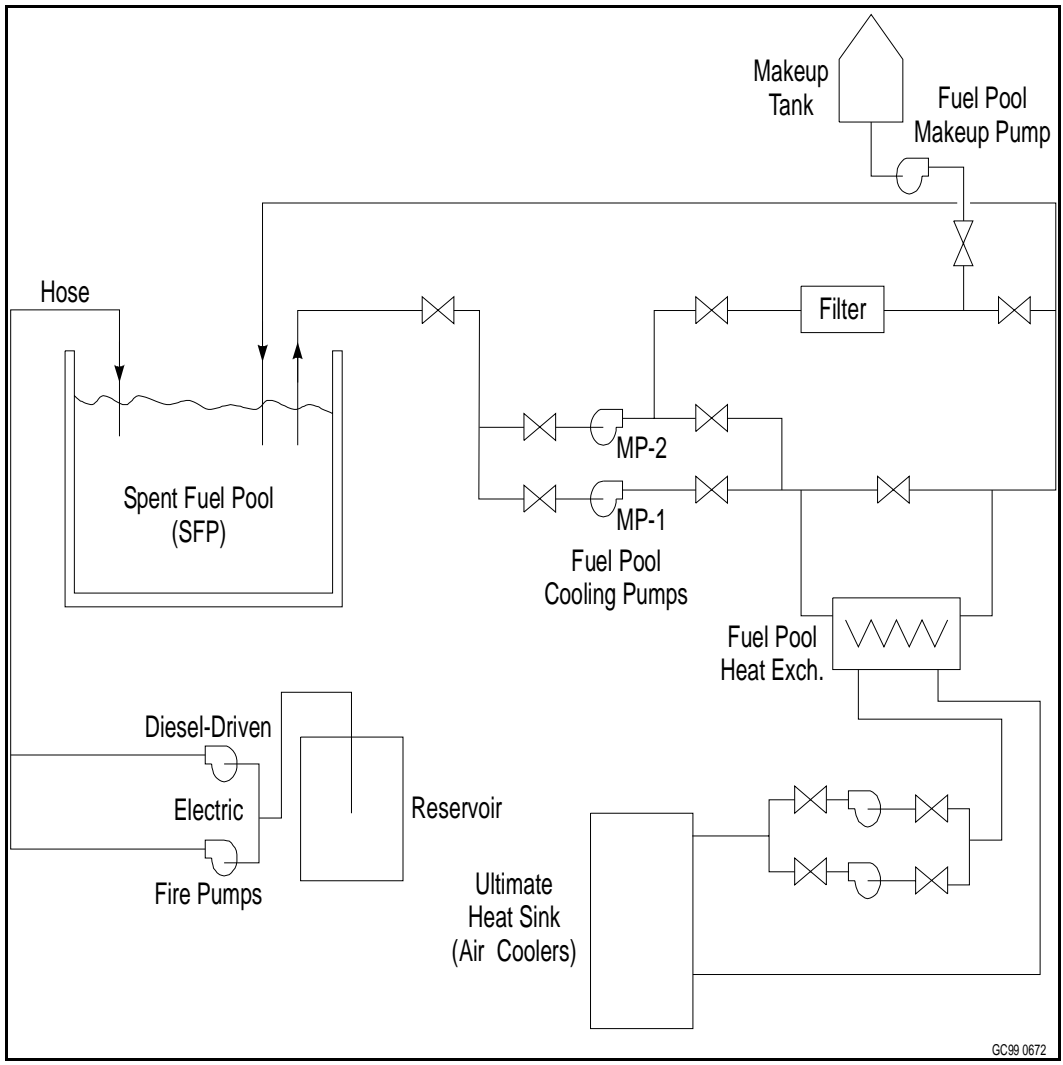 Makeup
Tank
Fuel Pool
Makeup Pump
Hose
Filter
MP-2
Spent Fuel Pool
(SFP)
MP-1
Fuel Pool
Cooling Pumps
Fuel Pool
Heat Exch.
Diesel-Driven
Electric
Reservoir
Fire Pumps
Ultimate
Heat Sink
(Air Coolers)
GC99 0672